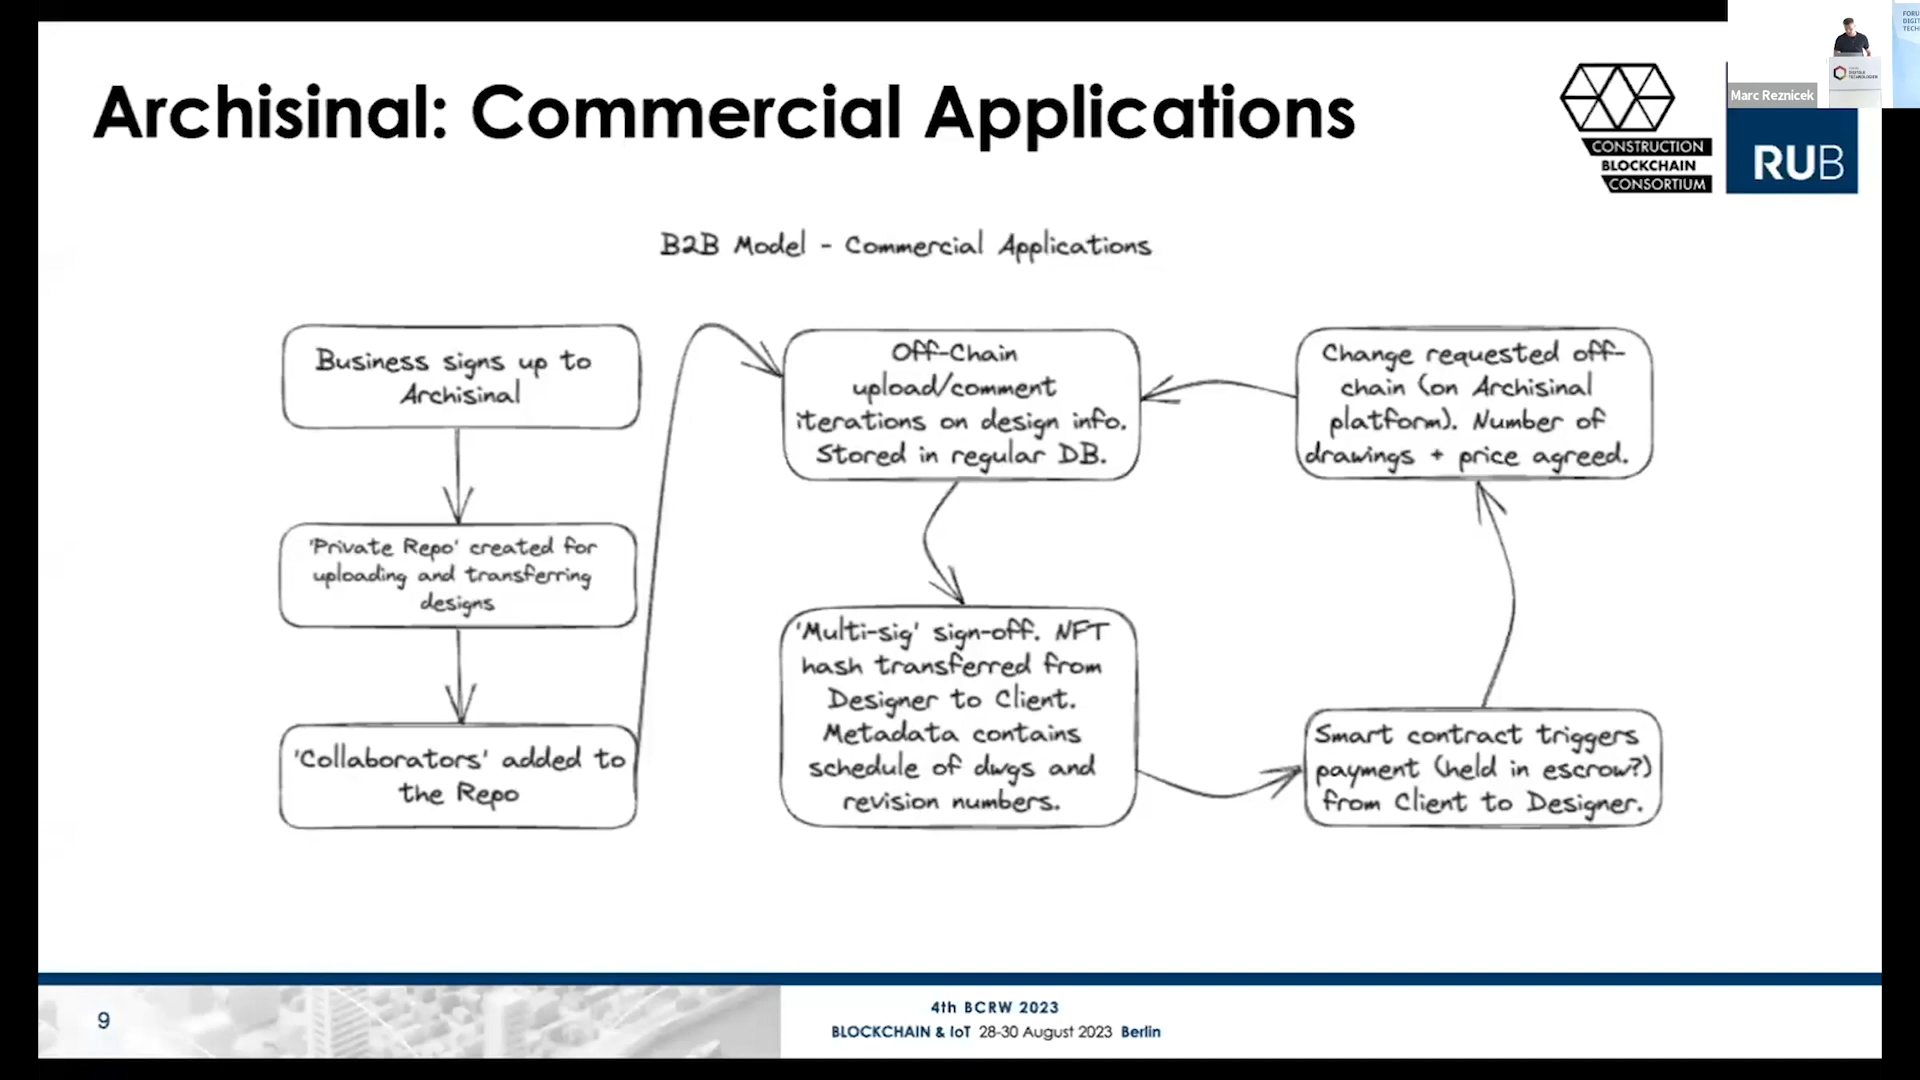 Archisinal: Commercial Applications
CONSTRUCTION
BLOCKCHAIN
CONSORTIUM
RUB
Marc Reznicek
B2B Model - Commercial Applications
Business signs up to
Archisinal
'Private Repo' created for
uploading and transferring
designs
'Collaborators' added to
the Repo
Off-Chain
upload/comment
iterations on design info.
Stored in regular DB.
'Multi-sig' sign-off. NFT
hash transferred from
Designer to Client.
Metadata contains
schedule of dwgs and
revision numbers.
Smart contract triggers
payment (held in escrow?)
from Client to Designer.
Change requested off-
chain (on Archisinal
platform). Number of
drawings + price agreed.
9
4th BCRW 2023
BLOCKCHAIN & IoT 28-30 August 2023 Berlin